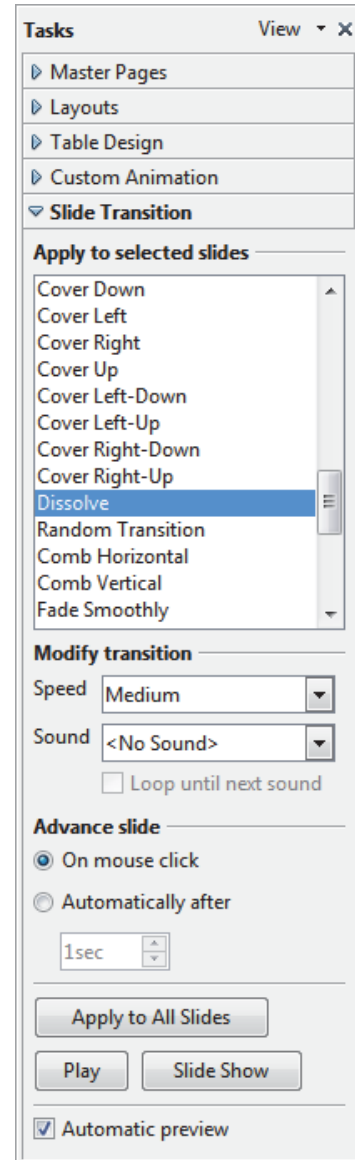 Tasks View
Master Pages
Layouts
Table Design
Custom Animation
Slide Transition
Apply to selected slides
Cover Down
Cover Left
Cover Right
Cover Up
Cover Left-Down
Cover Left-Up
Cover Right-Down
Cover Right-Up
Dissolve
Random Transition
Comb Horizontal
Comb Vertical
Fade Smoothly
Modify transition
Speed Medium
Sound <No Sound>
Loop until next sound
Advance slide
On mouse click
Automatically after
1sec
Apply to All Slides
Play Slide Show
Automatic preview